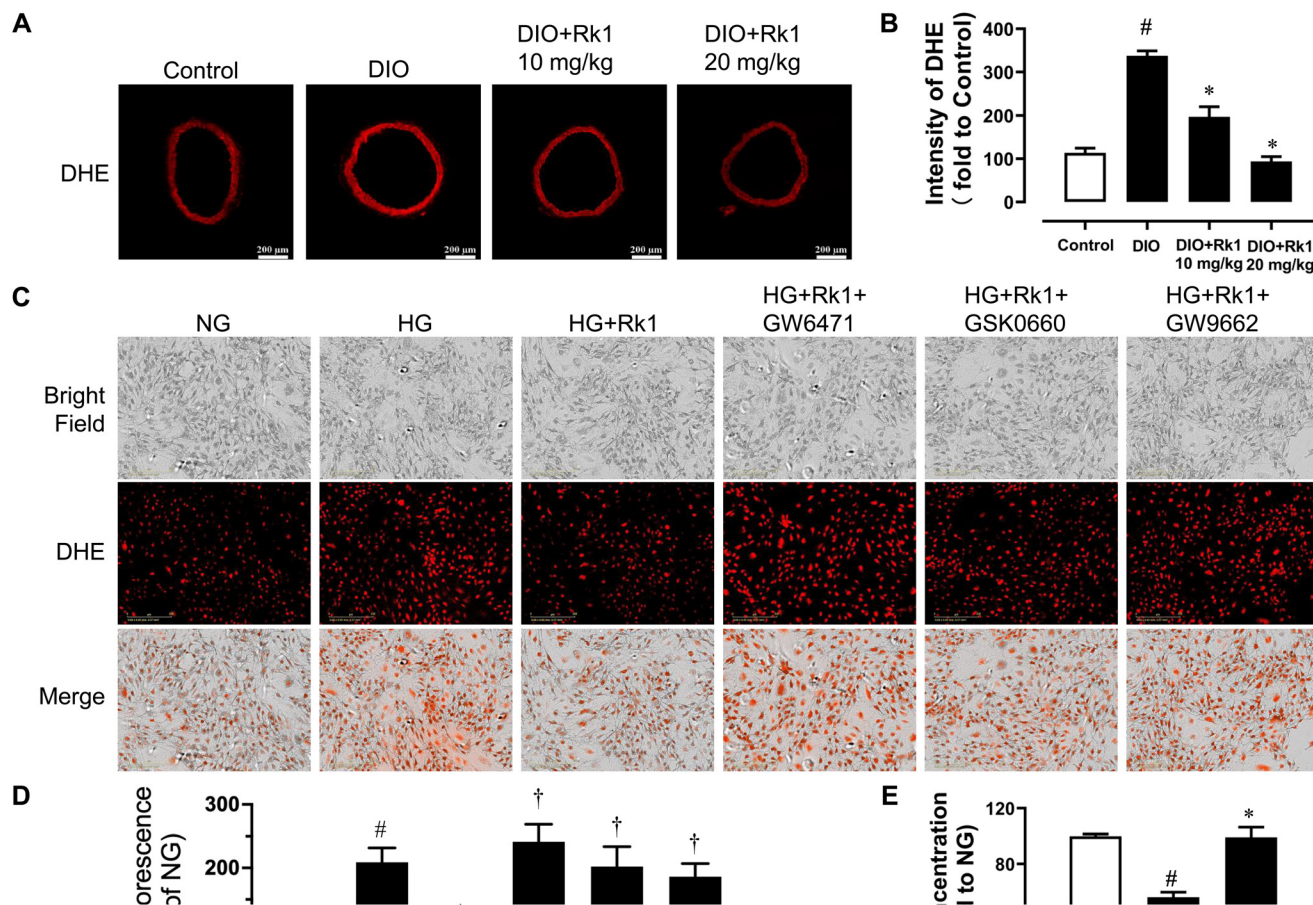 A
Control
DIO
DIO+Rk1
10 mg/kg
DIO+Rk1
20 mg/kg
DHE
200 µm
200 µm
200 µm
200 µm
B
Intensity of DHE
( fold to Control)
400
300
200
100
0
#
*
*
Control
DIO
DIO+Rk1
10 mg/kg
DIO+Rk1
20 mg/kg
C
NG
HG
HG+Rk1
HG+Rk1+
GW6471
HG+Rk1+
GSK0660
HG+Rk1+
GW9662
Bright
Field
DHE
Merge
D
of NG)
300
200
#
†
†
†
E
to NG)
120
80
#
*